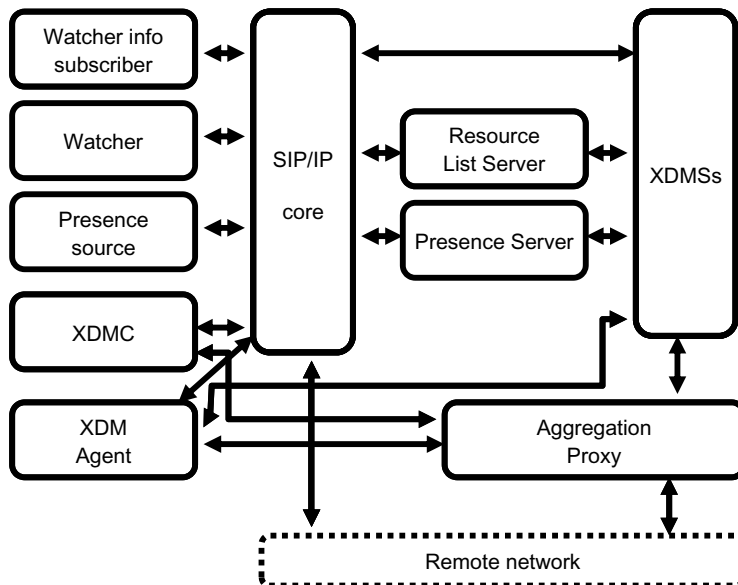 Watcher info
subscriber
Watcher
Presence
source
XDMC
XDM
Agent
SIP/IP
core
Resource
List Server
Presence Server
XDMSs
Aggregation
Proxy
Remote network